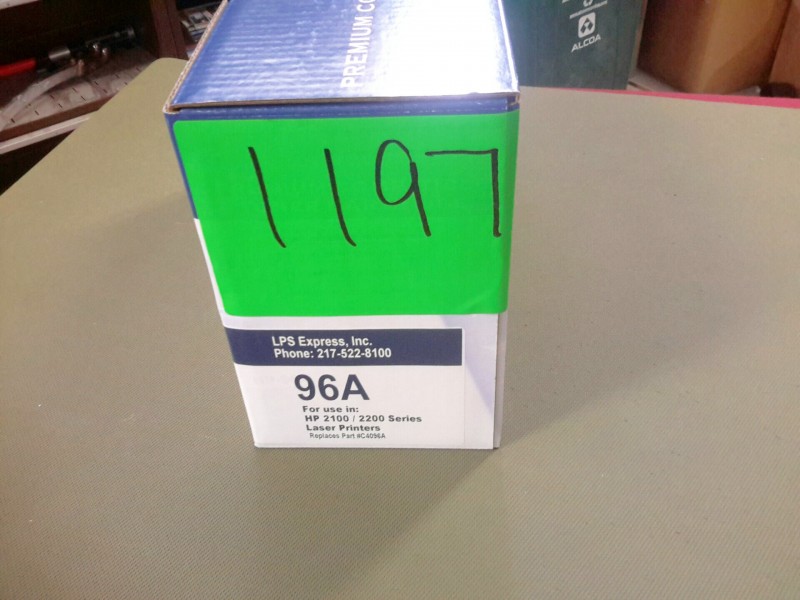 PREMIUM CO
ALCOA
1197
LPS Express, Inc.
Phone: 217-522-8100
96A
For use in:
HP 2100 / 2200 Series
Laser Printers
Replaces Part #C4096A